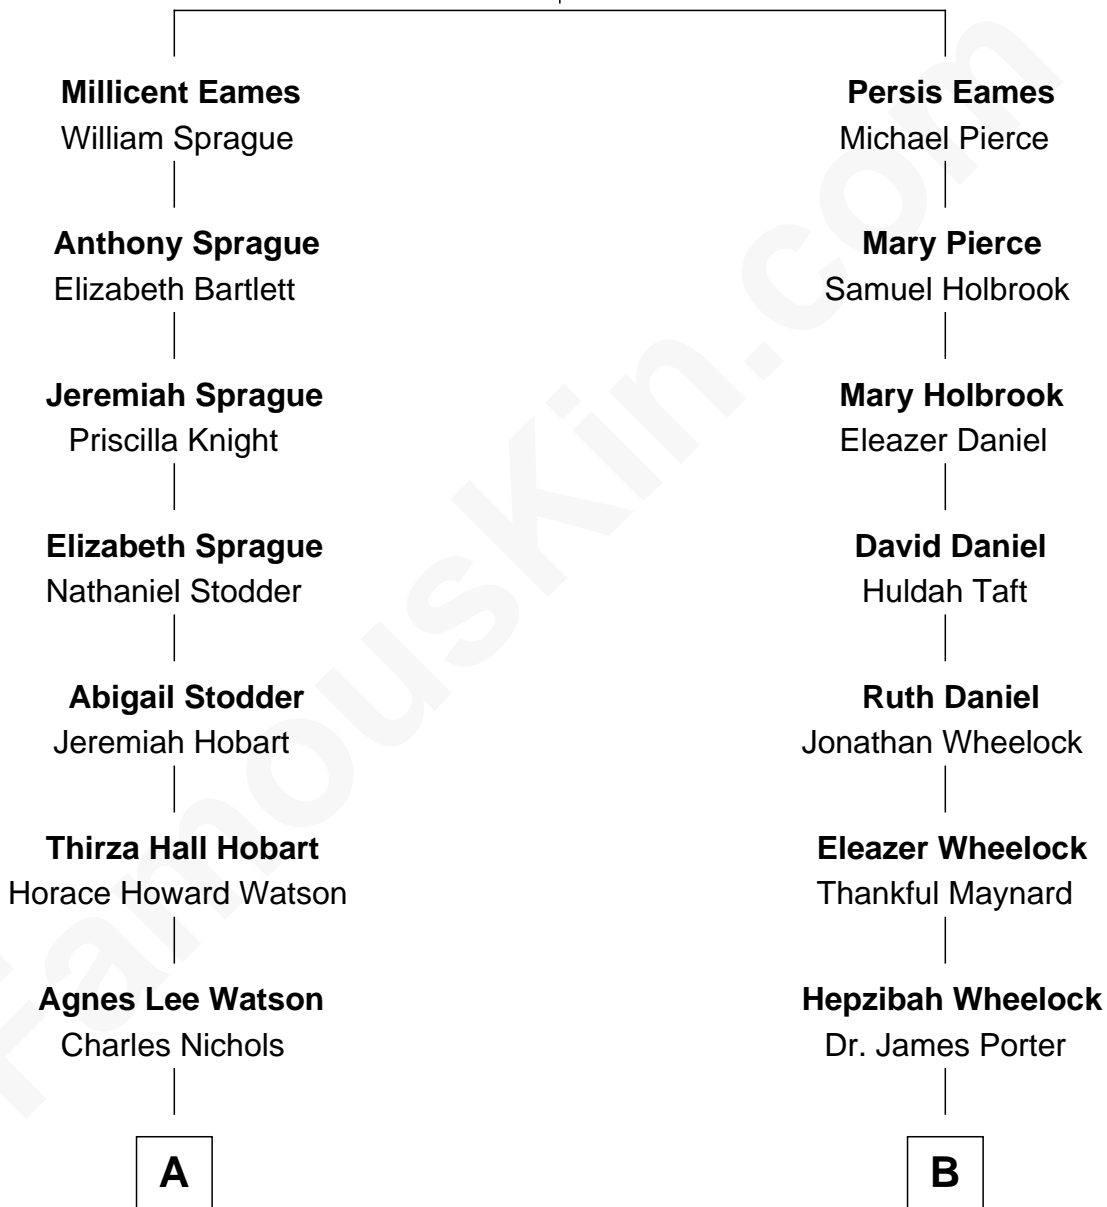 Millicent Eames
William Sprague
Anthony Sprague
Elizabeth Bartlett
Jeremiah Sprague
Priscilla Knight
Elizabeth Sprague
Nathaniel Stodder
Abigail Stodder
Jeremiah Hobart
Thirza Hall Hobart
Horace Howard Watson
Agnes Lee Watson
Charles Nichols
A
Persis Eames
Michael Pierce
Mary Pierce
Samuel Holbrook
Mary Holbrook
Eleazer Daniel
David Daniel
Huldah Taft
Ruth Daniel
Jonathan Wheelock
Eleazer Wheelock
Thankful Maynard
Hepzibah Wheelock
Dr. James Porter
B
FamousKin.com